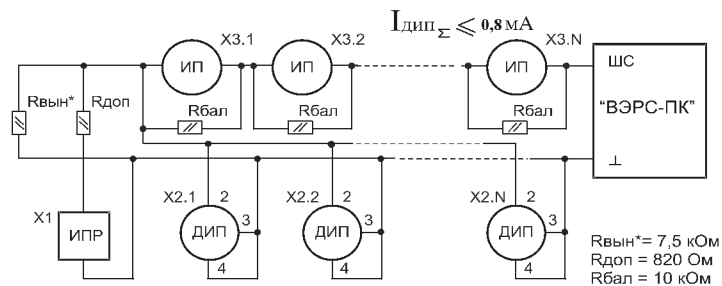 Iдип Σ ⩽ 0,8 мА
X3.1 X3.2 X3.N
ИП ИП ИП
ШС
Rвын* Rдоп
Rбал Rбал Rбал
"ВЭРС-ПК"
⊥
X1 X2.1 2 X2.2 2 X2.N 2
ИПР ДИП 3 ДИП 3 ДИП 3
4 4 4
Rвын*= 7,5 кОм
Rдоп = 820 Ом
Rбал = 10 кОм